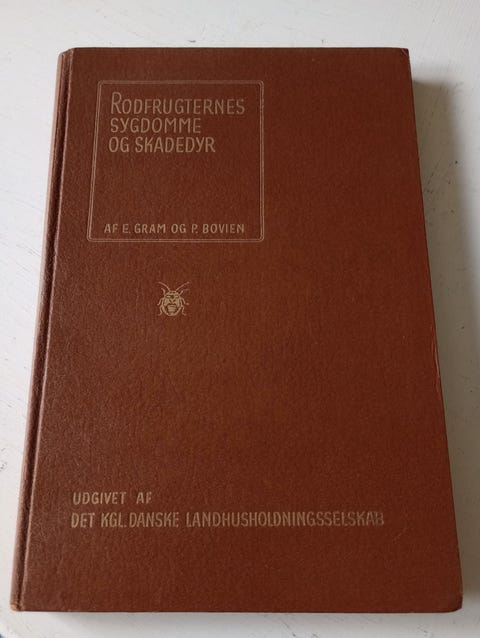 RODFRUGTERNES
SYGDOMME
OG SKADEDYR
AF E. GRAM OG P. BOVIEN
UDGIVET AF
DET KGL. DANSKE LANDHUSHOLDNINGSSELSKAB